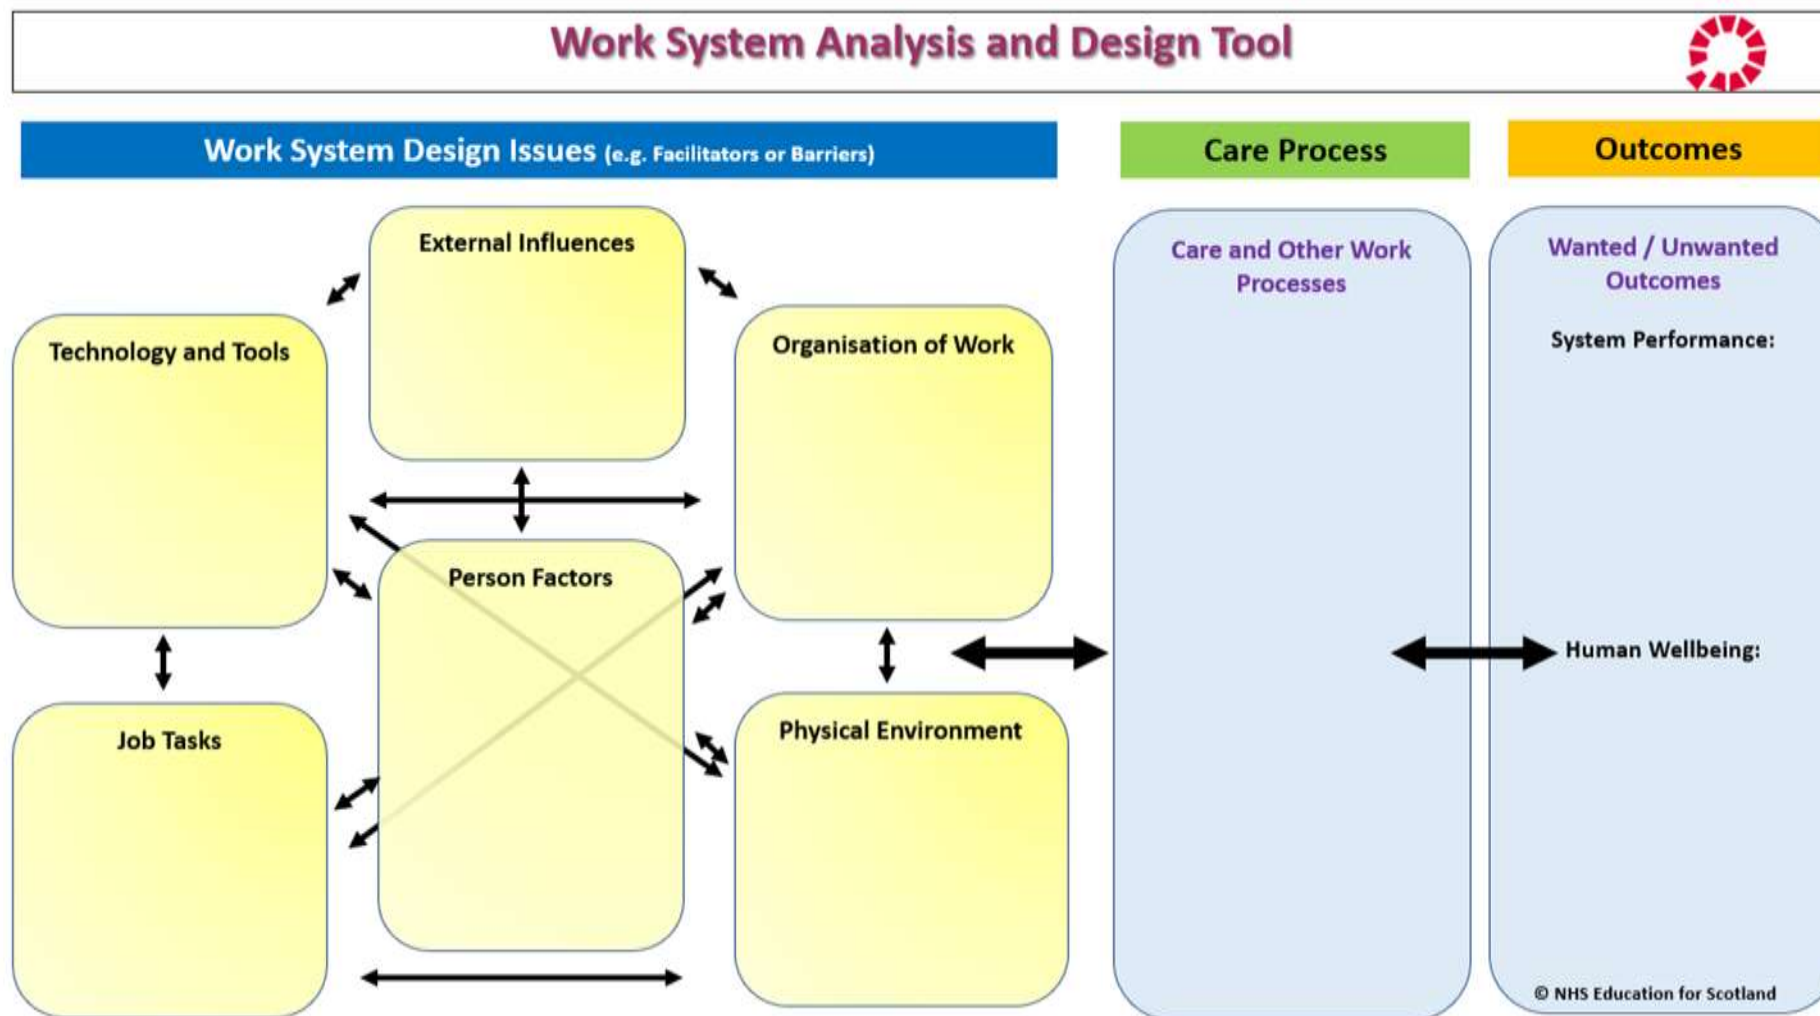 Work System Analysis and Design Tool
Work System Design Issues (e.g. Facilitators or Barriers)
Care Process
Outcomes
External Influences
Technology and Tools
Organisation of Work
Person Factors
Job Tasks
Physical Environment
Care and Other Work
Processes
Wanted / Unwanted
Outcomes
System Performance:
Human Wellbeing:
© NHS Education for Scotland